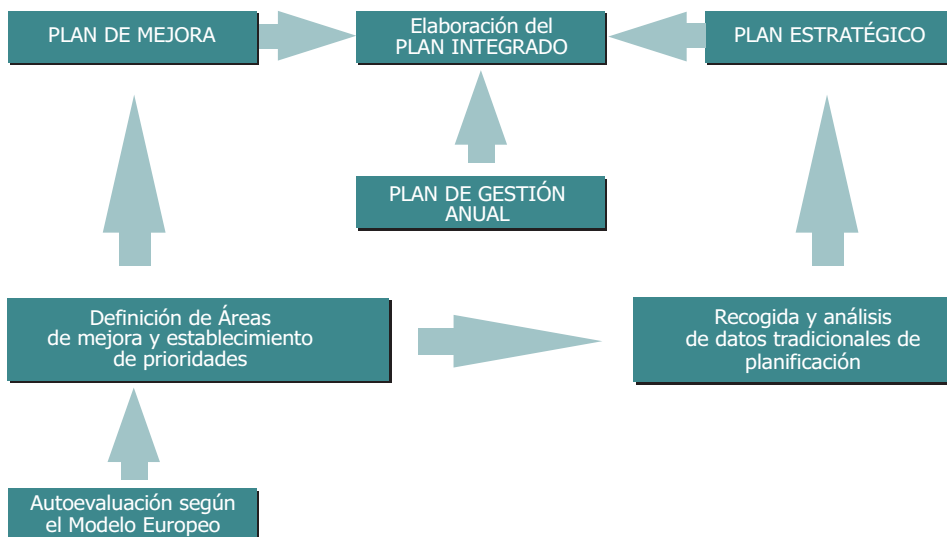 PLAN DE MEJORA
Elaboración del
PLAN INTEGRADO
PLAN ESTRATÉGICO
PLAN DE GESTIÓN
ANUAL
Definición de Áreas
de mejora y establecimiento
de prioridades
Recogida y análisis
de datos tradicionales de
planificación
Autoevaluación según
el Modelo Europeo